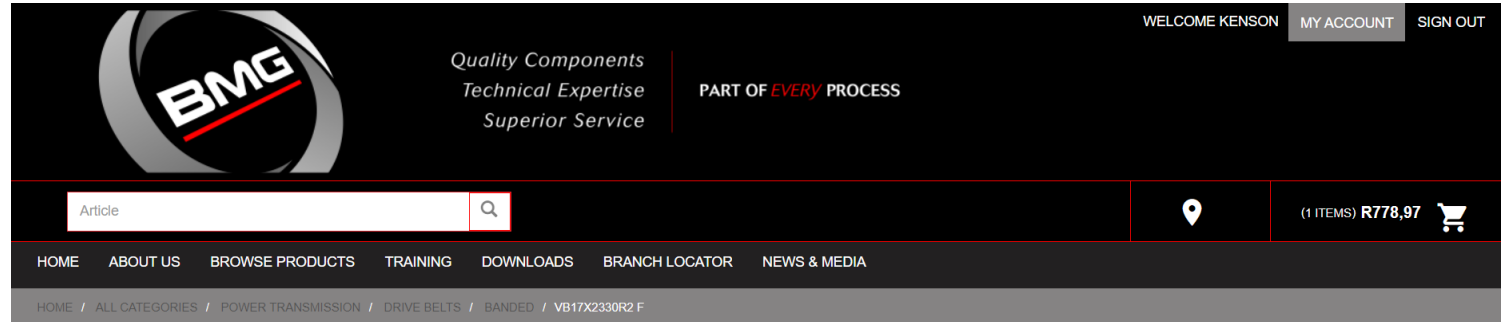 WELCOME KENSON MY ACCOUNT SIGN OUT
BMG
Quality Components
Technical Expertise
Superior Service
PART OF EVERY PROCESS
Article
(1 ITEMS) R778,97
HOME ABOUT US BROWSE PRODUCTS TRAINING DOWNLOADS BRANCH LOCATOR NEWS & MEDIA
HOME / ALL CATEGORIES / POWER TRANSMISSION / DRIVE BELTS / BANDED / VB17X2330R2 F